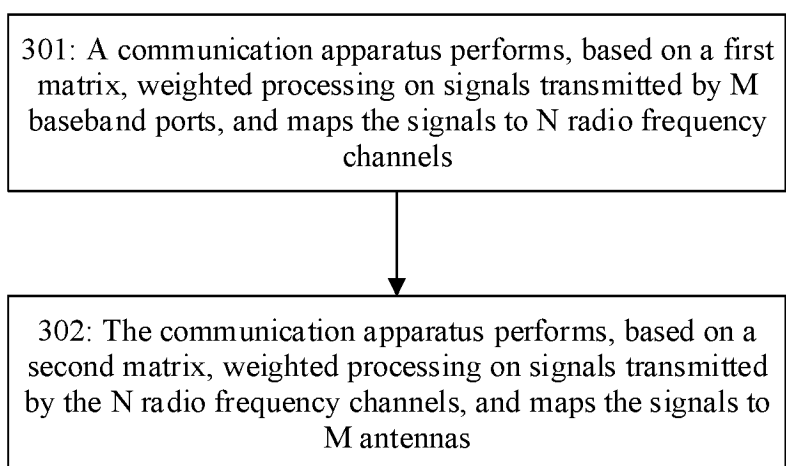 301: A communication apparatus performs, based on a first
matrix, weighted processing on signals transmitted by M
baseband ports, and maps the signals to N radio frequency
channels
302: The communication apparatus performs, based on a
second matrix, weighted processing on signals transmitted
by the N radio frequency channels, and maps the signals to
M antennas